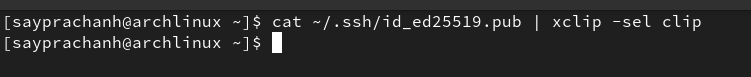 [sayprachanh@archlinux ~]$ cat ~/.ssh/id_ed25519.pub | xclip -sel clip
[sayprachanh@archlinux ~]$